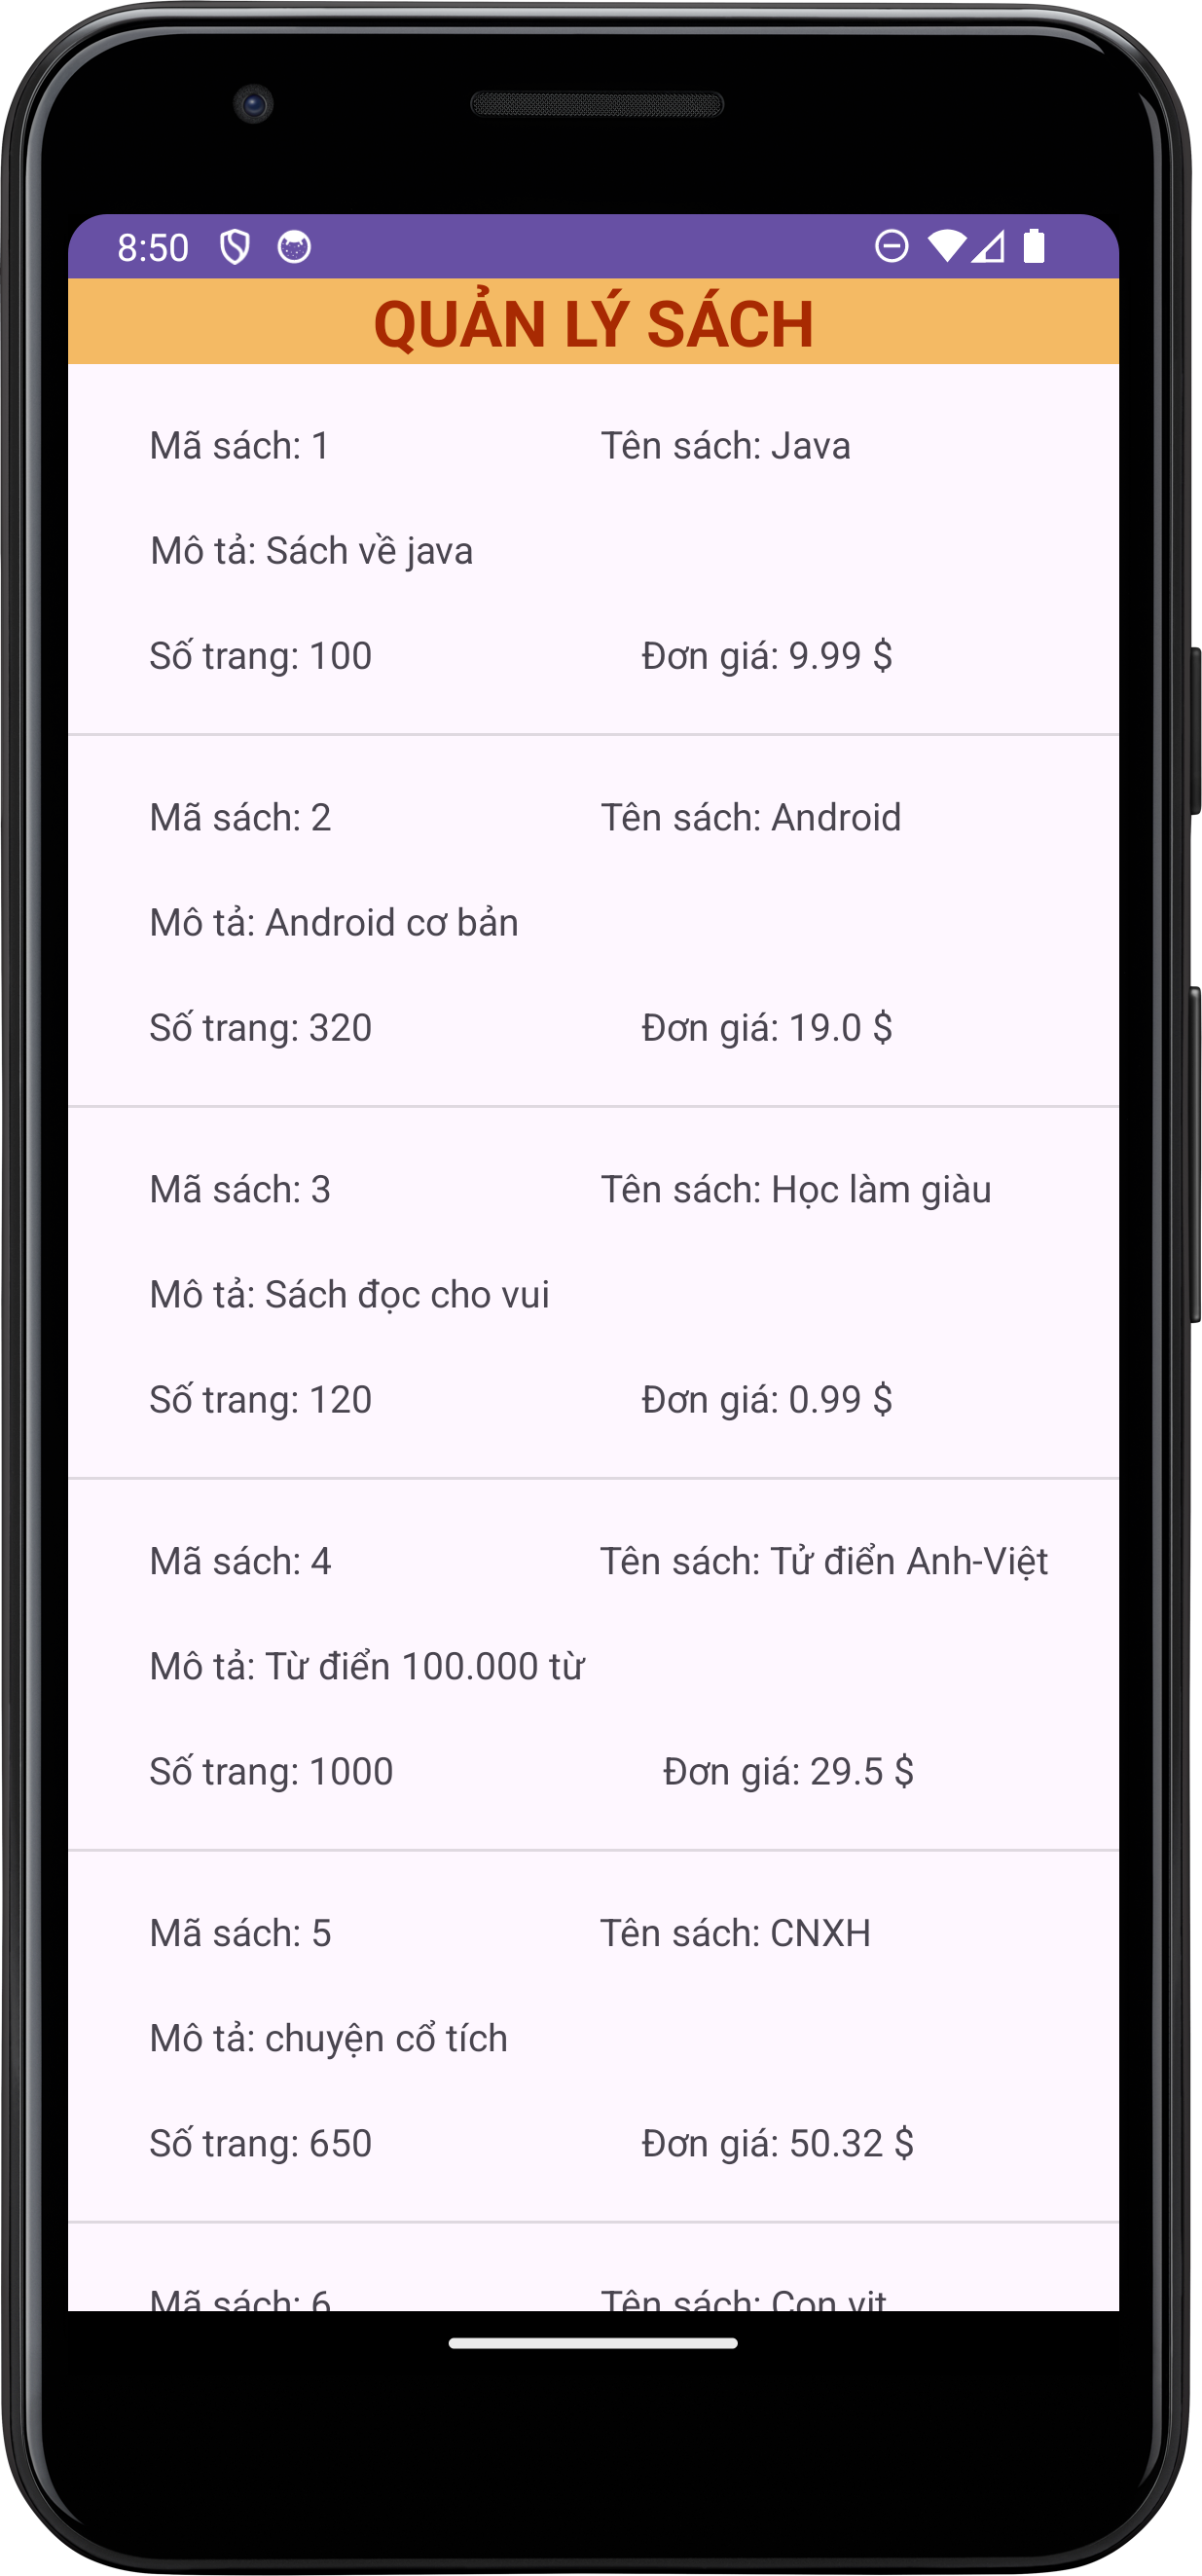 8:50
QUẢN LÝ SÁCH
Mã sách: 1 Tên sách: Java
Mô tả: Sách về java
Số trang: 100 Đơn giá: 9.99 $
Mã sách: 2 Tên sách: Android
Mô tả: Android cơ bản
Số trang: 320 Đơn giá: 19.0 $
Mã sách: 3 Tên sách: Học làm giàu
Mô tả: Sách đọc cho vui
Số trang: 120 Đơn giá: 0.99 $
Mã sách: 4 Tên sách: Tử điển Anh-Việt
Mô tả: Từ điển 100.000 từ
Số trang: 1000 Đơn giá: 29.5 $
Mã sách: 5 Tên sách: CNXH
Mô tả: chuyện cổ tích
Số trang: 650 Đơn giá: 50.32 $
Mã sách: 6 Tên sách: Con